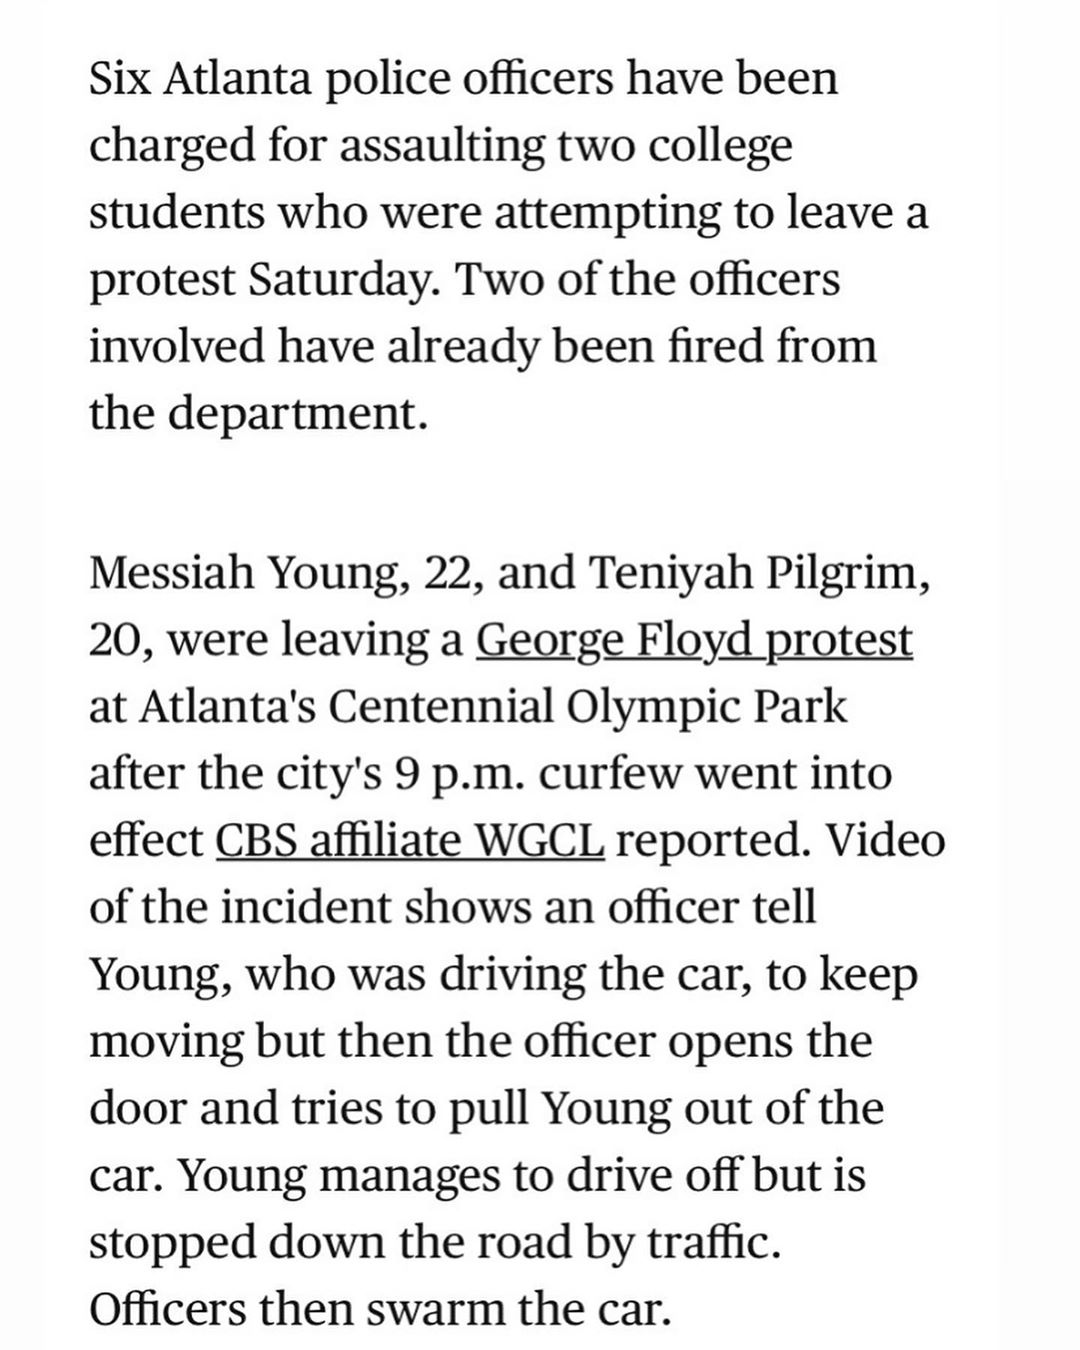 Six Atlanta police officers have been
charged for assaulting two college
students who were attempting to leave a
protest Saturday. Two of the officers
involved have already been fired from
the department.
Messiah Young, 22, and Teniyah Pilgrim,
20, were leaving a George Floyd protest
at Atlanta's Centennial Olympic Park
after the city's 9 p.m. curfew went into
effect CBS affiliate WGCL reported. Video
of the incident shows an officer tell
Young, who was driving the car, to keep
moving but then the officer opens the
door and tries to pull Young out of the
car. Young manages to drive off but is
stopped down the road by traffic.
Officers then swarm the car.